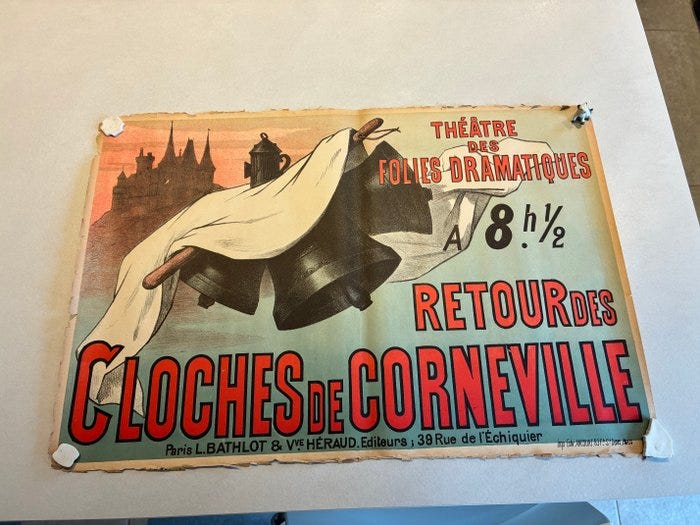 THÉÂTRE
DES
FOLIES DRAMATIQUES
A 8.h 1/2
RETOUR DES
CLOCHES DE CORNEVILLE
Paris L. BATHLOT & Vve HÉRAUD. Editeurs ; 39 Rue de l'Échiquier